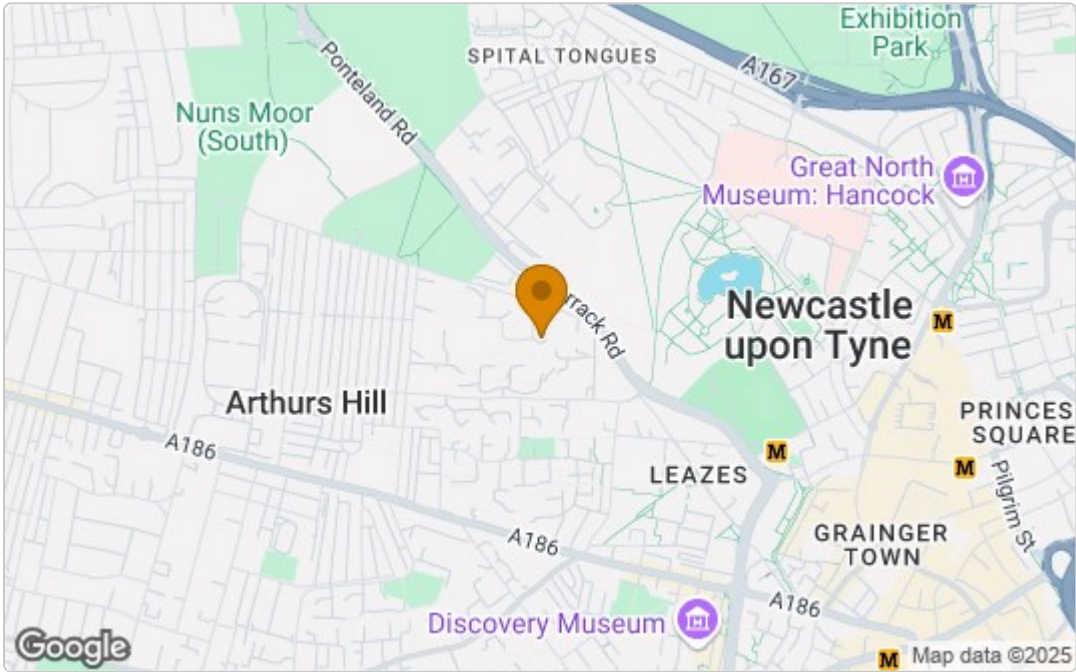 Exhibition
Park
SPITAL TONGUES
A167
Ponteland Rd
Nuns Moor
(South)
Great North
Museum: Hancock
rrack Rd
Newcastle
upon Tyne
M
Arthurs Hill
PRINCES
SQUARE
A186
M
LEAZES
M
Pilgrim St
GRAINGER
TOWN
A186
A186
Discovery Museum
Google
M
Map data ©2025